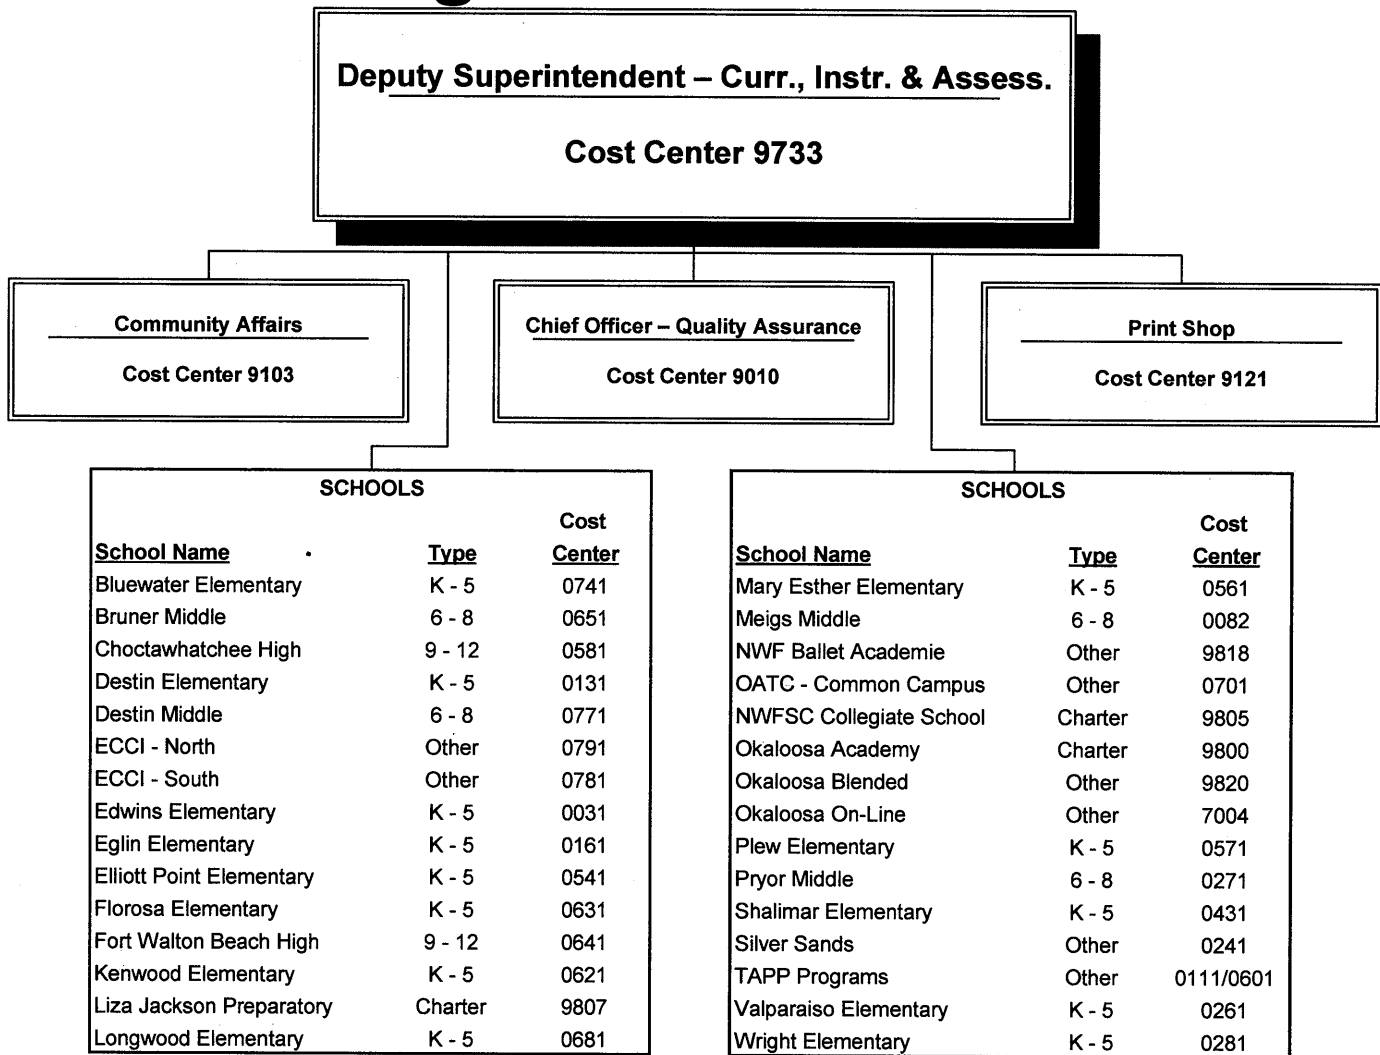 Deputy Superintendent – Curr., Instr. & Assess.
Cost Center 9733
Community Affairs
Cost Center 9103
Chief Officer – Quality Assurance
Cost Center 9010
Print Shop
Cost Center 9121
SCHOOLS
Cost
School Name Type Center
Bluewater Elementary K - 5 0741
Bruner Middle 6 - 8 0651
Choctawhatchee High 9 - 12 0581
Destin Elementary K - 5 0131
Destin Middle 6 - 8 0771
ECCI - North Other 0791
ECCI - South Other 0781
Edwins Elementary K - 5 0031
Eglin Elementary K - 5 0161
Elliott Point Elementary K - 5 0541
Florosa Elementary K - 5 0631
Fort Walton Beach High 9 - 12 0641
Kenwood Elementary K - 5 0621
Liza Jackson Preparatory Charter 9807
Longwood Elementary K - 5 0681
SCHOOLS
Cost
School Name Type Center
Mary Esther Elementary K - 5 0561
Meigs Middle 6 - 8 0082
NWF Ballet Academie Other 9818
OATC - Common Campus Other 0701
NWFSC Collegiate School Charter 9805
Okaloosa Academy Charter 9800
Okaloosa Blended Other 9820
Okaloosa On-Line Other 7004
Plew Elementary K - 5 0571
Pryor Middle 6 - 8 0271
Shalimar Elementary K - 5 0431
Silver Sands Other 0241
TAPP Programs Other 0111/0601
Valparaiso Elementary K - 5 0261
Wright Elementary K - 5 0281